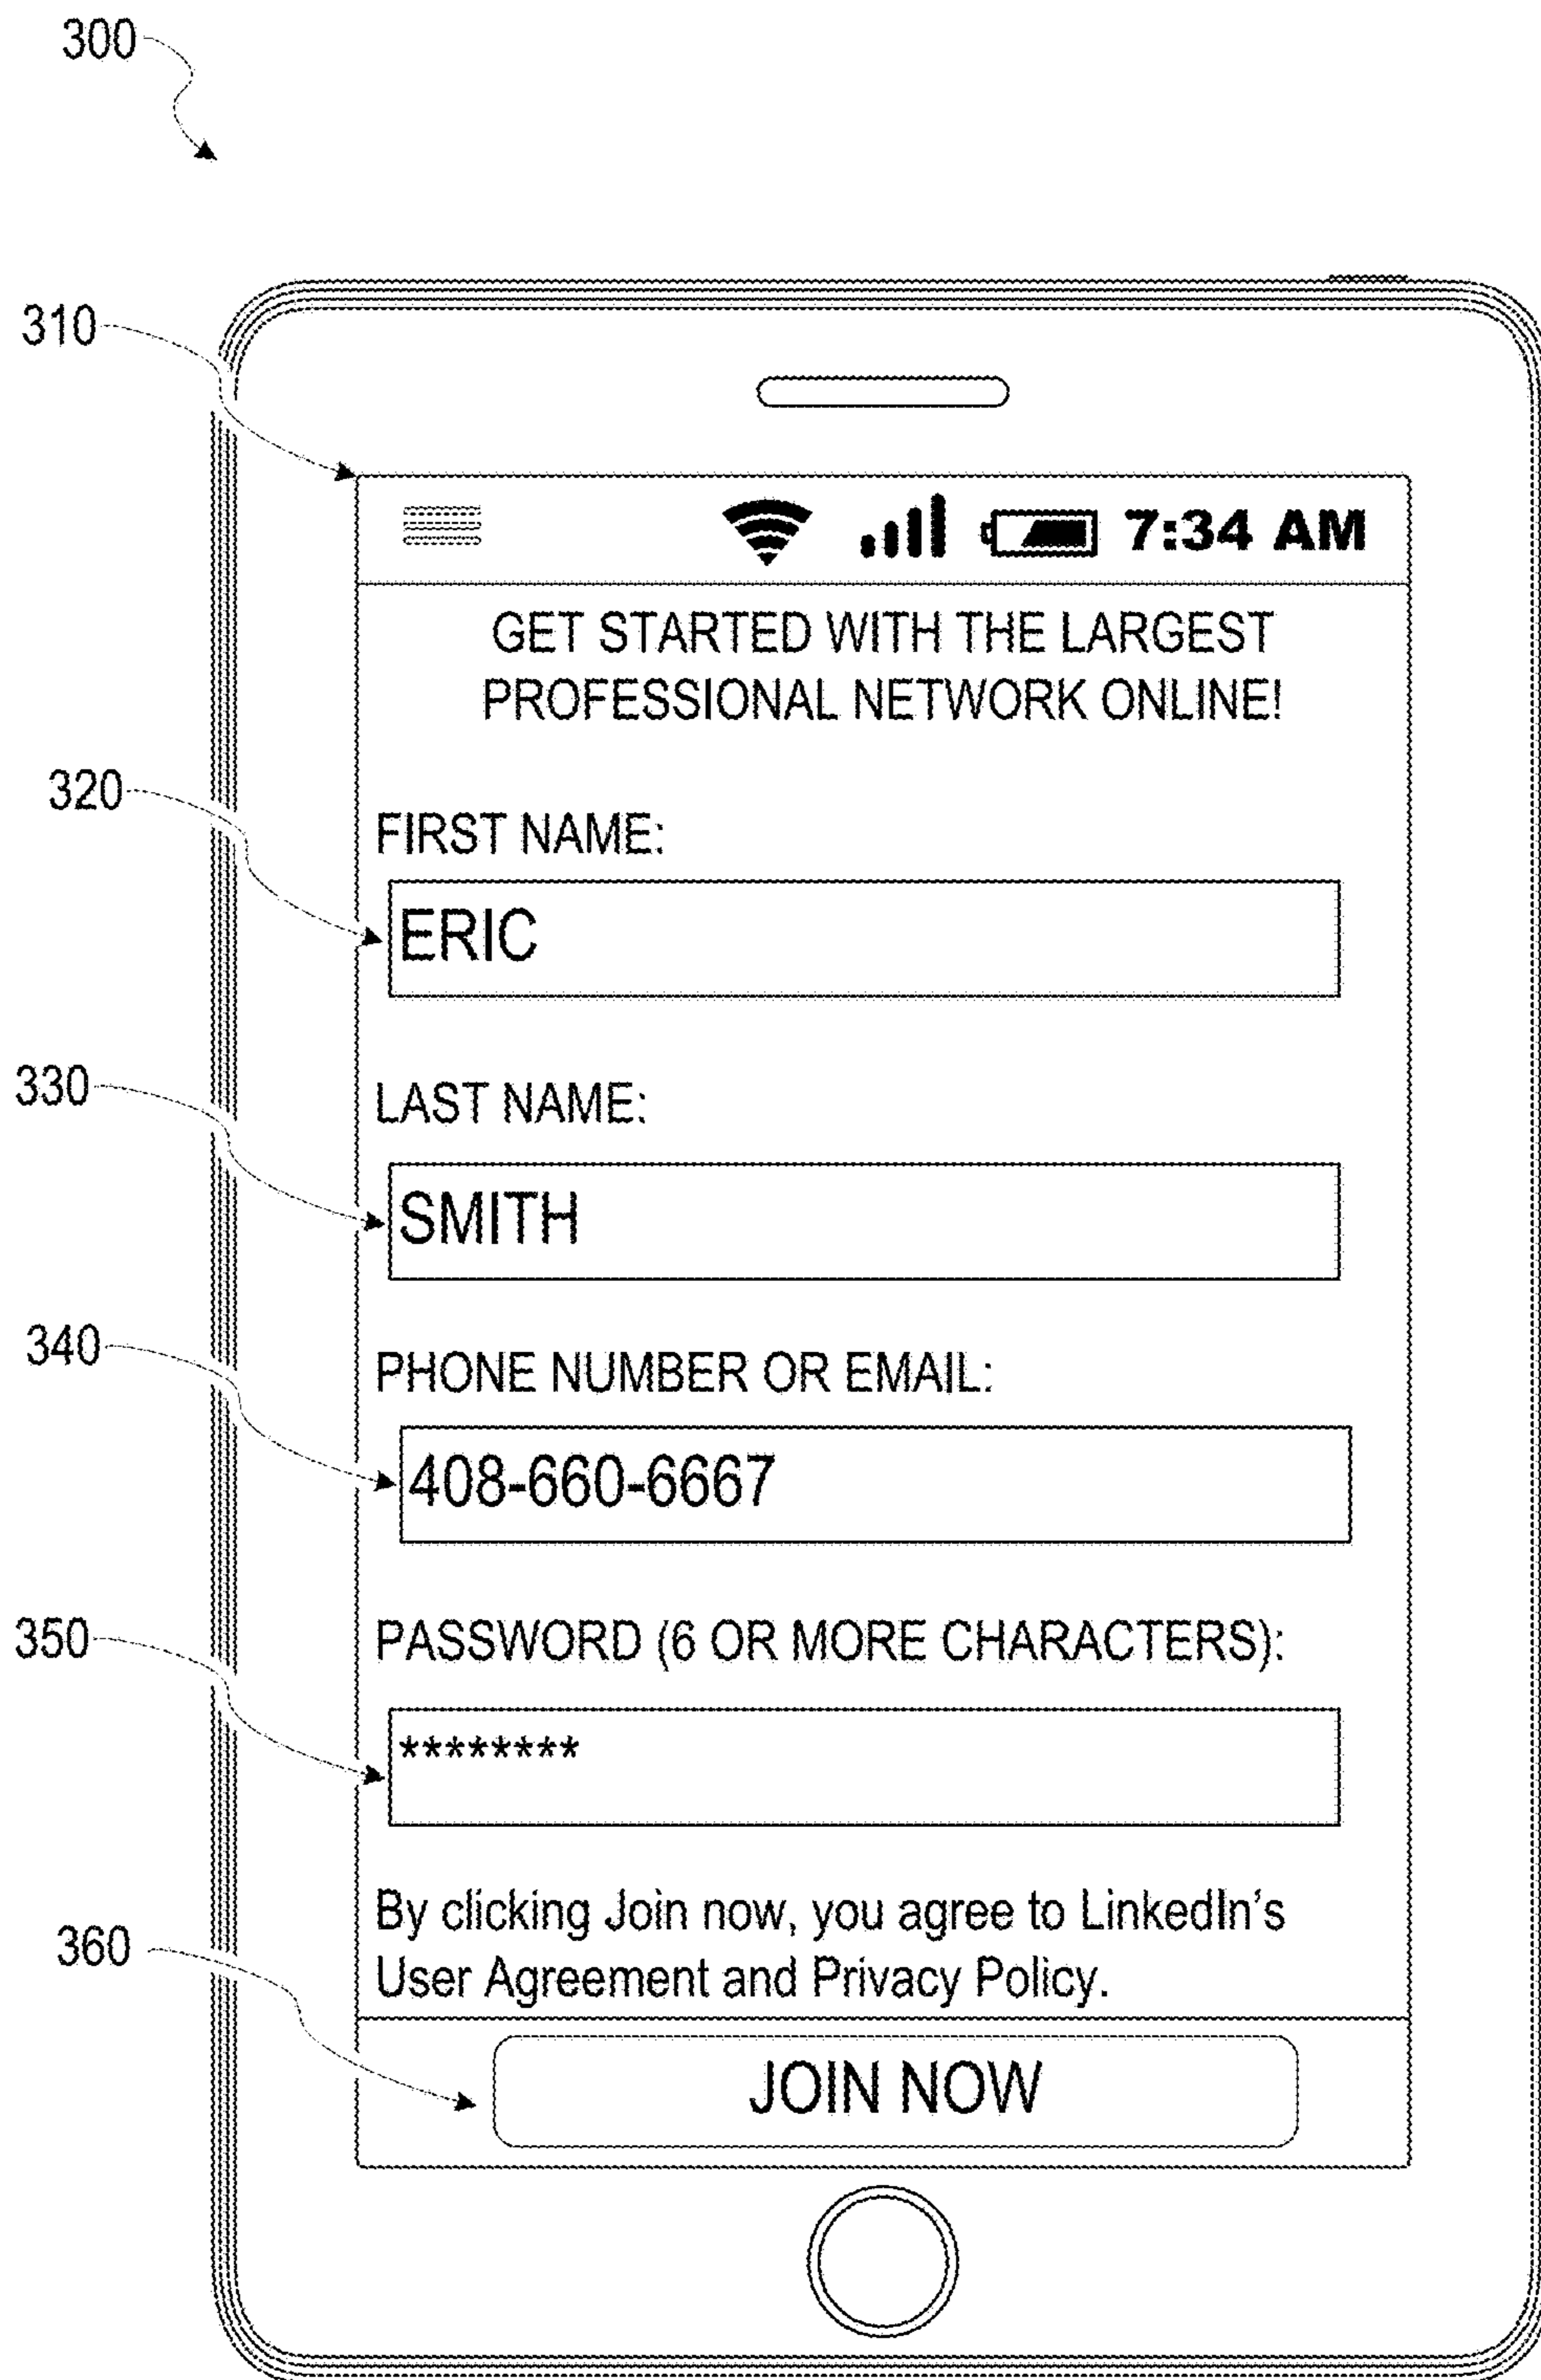 300
310
7:34 AM
GET STARTED WITH THE LARGEST
PROFESSIONAL NETWORK ONLINE!
320
FIRST NAME:
ERIC
330
LAST NAME:
SMITH
340
PHONE NUMBER OR EMAIL:
408-660-6667
350
PASSWORD (6 OR MORE CHARACTERS):
********
By clicking Join now, you agree to LinkedIn's
User Agreement and Privacy Policy.
360
JOIN NOW